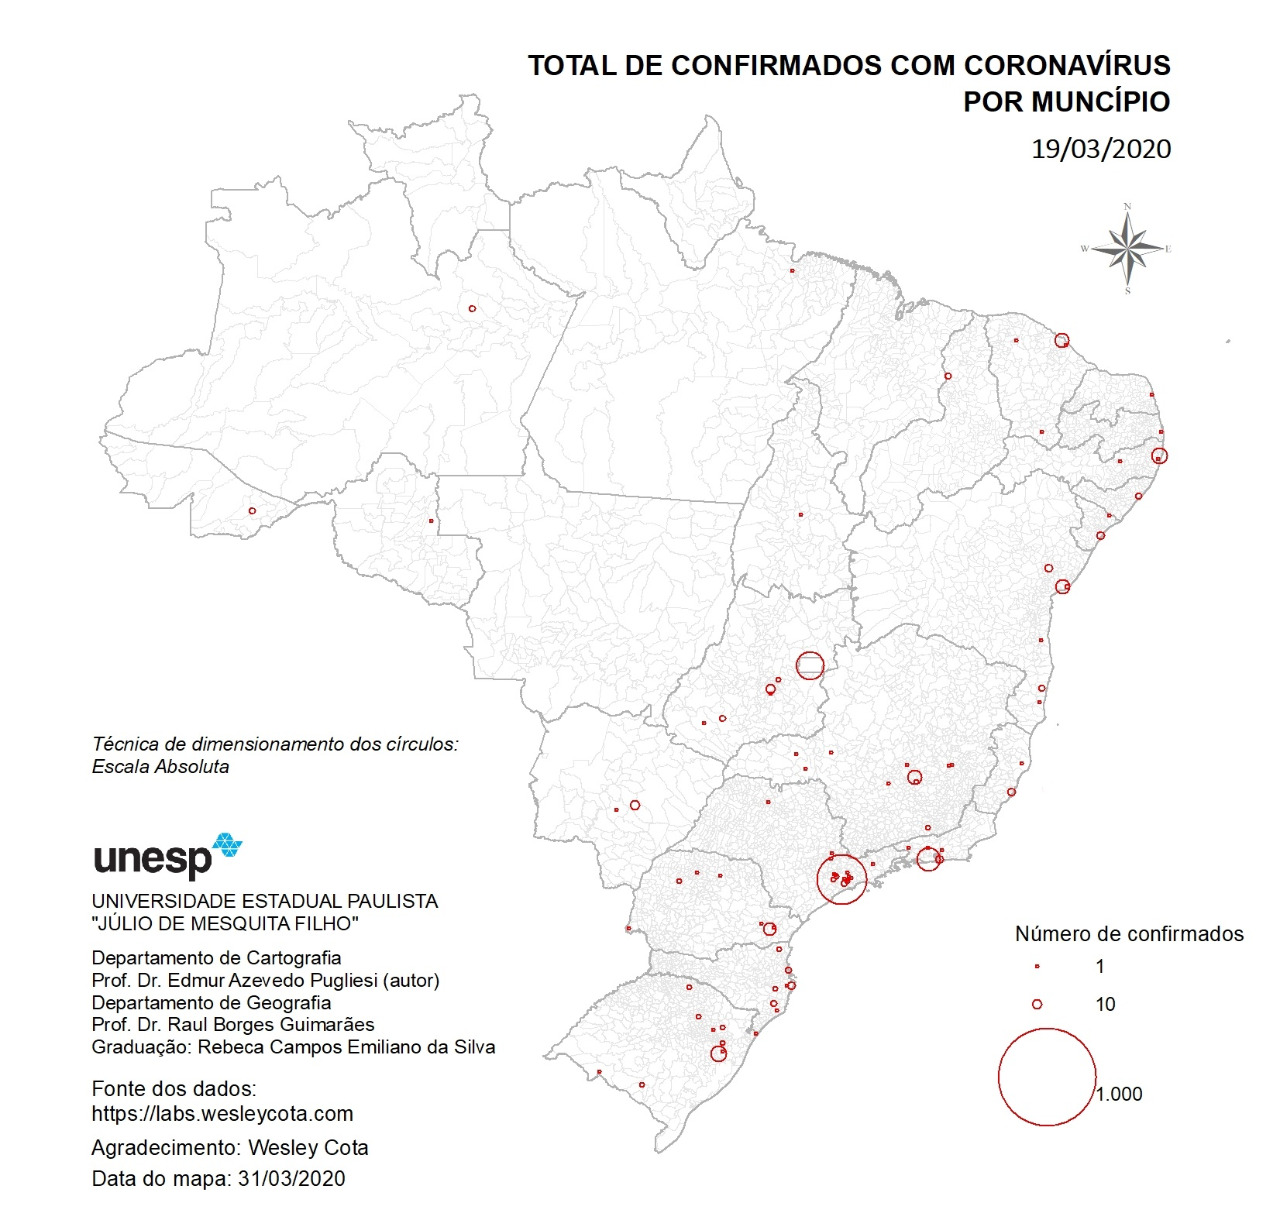 TOTAL DE CONFIRMADOS COM CORONAVÍRUS
POR MUNCÍPIO
19/03/2020
N
W E
S
Técnica de dimensionamento dos círculos:
Escala Absoluta
unesp
UNIVERSIDADE ESTADUAL PAULISTA
"JÚLIO DE MESQUITA FILHO"
Departamento de Cartografia
Prof. Dr. Edmur Azevedo Pugliesi (autor)
Departamento de Geografia
Prof. Dr. Raul Borges Guimarães
Graduação: Rebeca Campos Emiliano da Silva
Fonte dos dados:
https://labs.wesleycota.com
Agradecimento: Wesley Cota
Data do mapa: 31/03/2020
Número de confirmados
1
10
1.000